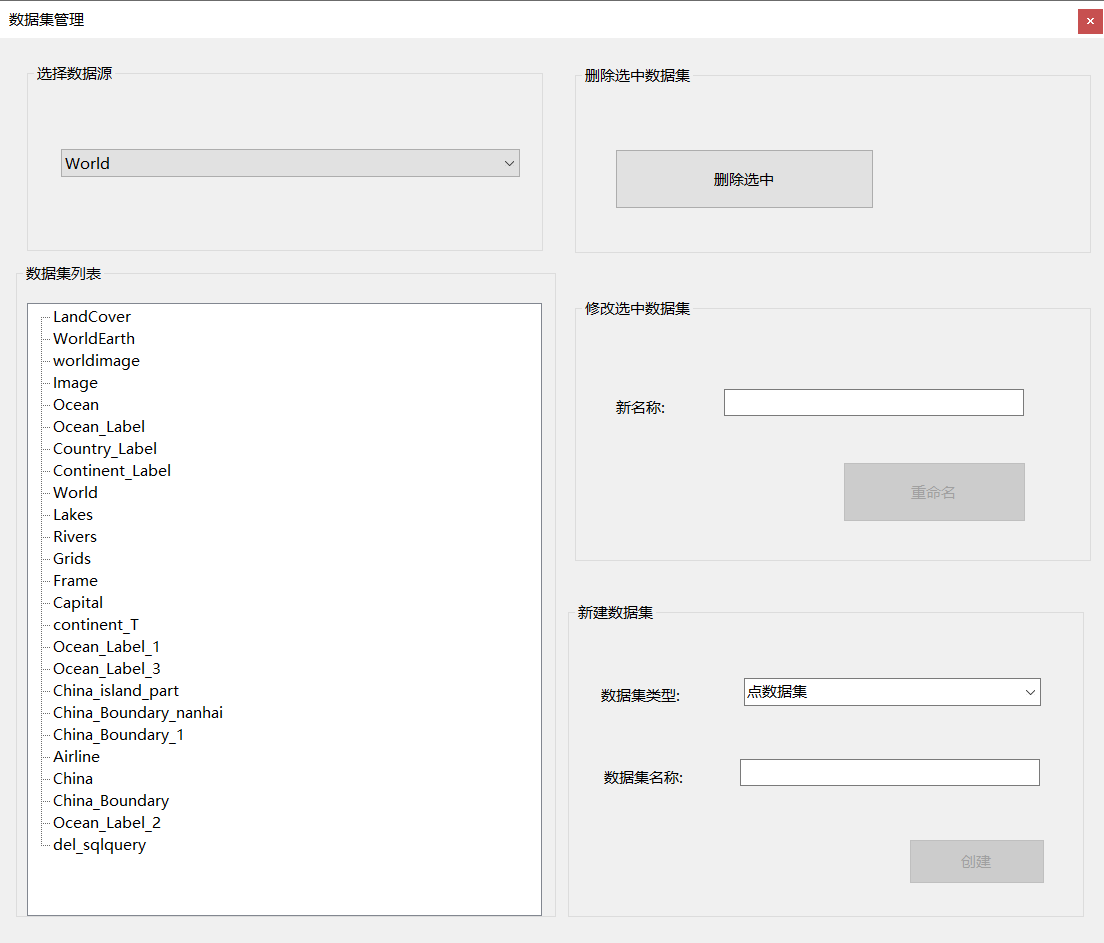 数据集管理
选择数据源
World
数据集列表
LandCover
WorldEarth
worldimage
Image
Ocean
Ocean_Label
Country_Label
Continent_Label
World
Lakes
Rivers
Grids
Frame
Capital
continent_T
Ocean_Label_1
Ocean_Label_3
China_island_part
China_Boundary_nanhai
China_Boundary_1
Airline
China
China_Boundary
Ocean_Label_2
del_sqlquery
删除选中数据集
删除选中
修改选中数据集
新名称:
重命名
新建数据集
数据集类型:
点数据集
数据集名称:
创建